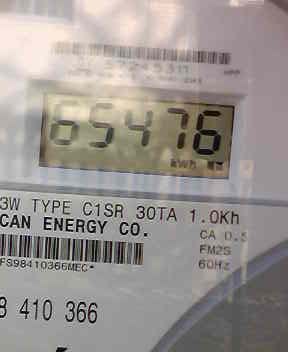 65476
kWh
3W TYPE C1SR 30TA 1.0Kh
CAN ENERGY CO.
CA 0.5
FM2S
60Hz
FS98410366MEC*
8 410 366